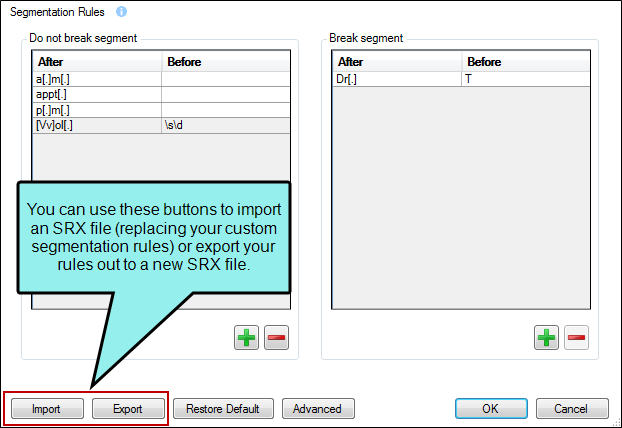 Segmentation Rules
Do not break segment
After Before
a[.]m[.]
appt[.]
p[.]m[.]
[Vv]ol[.] \s\d
Break segment
After Before
Dr[.] T
You can use these buttons to import
an SRX file (replacing your custom
segmentation rules) or export your
rules out to a new SRX file.
Import Export Restore Default Advanced OK Cancel